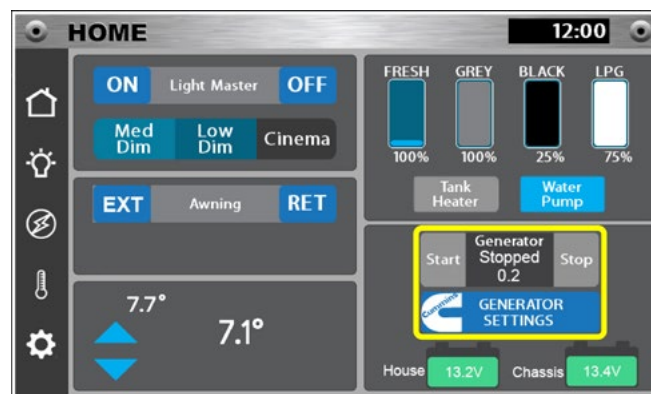 HOME
12:00
ON Light Master OFF
Med Dim Low Dim Cinema
EXT Awning RET
7.7°
7.1°
FRESH GREY BLACK LPG
100% 100% 25% 75%
Tank Heater
Water Pump
Generator
Start Stopped Stop
0.2
cummins
GENERATOR
SETTINGS
House 13.2V Chassis 13.4V